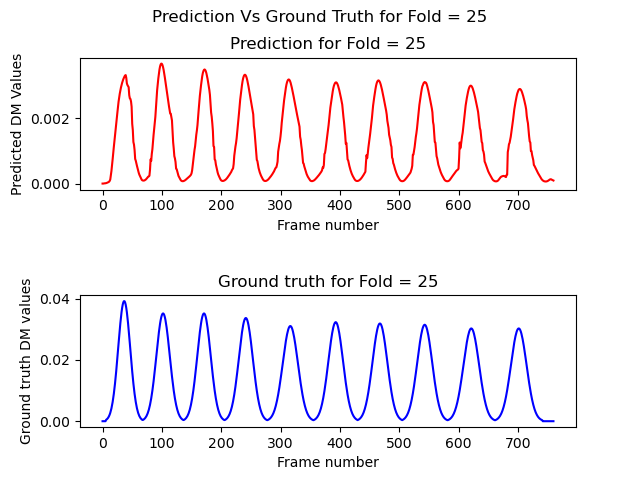 Prediction Vs Ground Truth for Fold = 25
Prediction for Fold = 25
Predicted DM Values
0.002
0.000
0 100 200 300 400 500 600 700
Frame number
Ground truth for Fold = 25
Ground truth DM values
0.04
0.02
0.00
0 100 200 300 400 500 600 700
Frame number